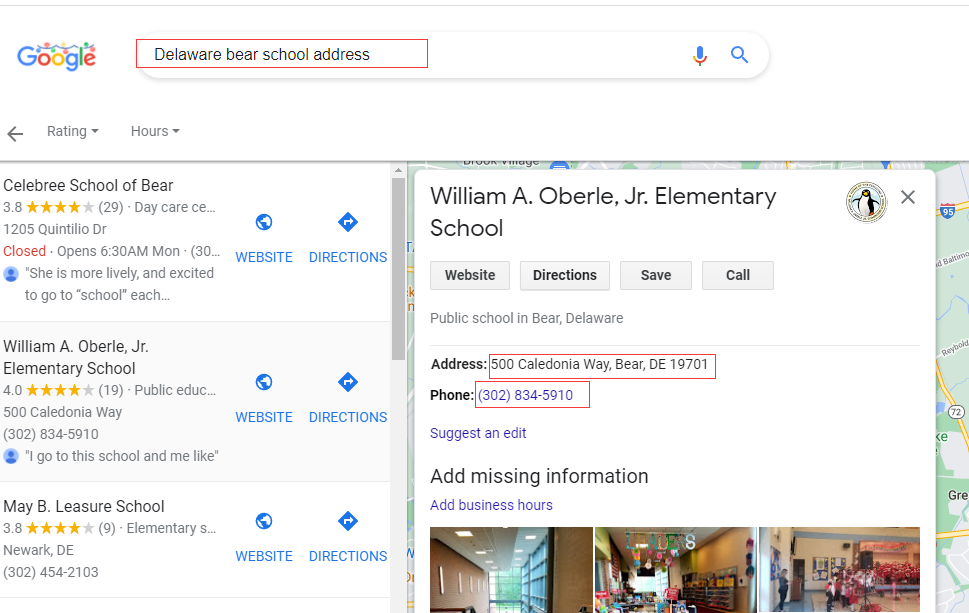 Google
Delaware bear school address
Rating
Hours
Celebree School of Bear
3.8 (29) · Day care ce...
1205 Quintilio Dr
Closed · Opens 6:30AM Mon · (30...
"She is more lively, and excited
to go to “school” each...
WEBSITE
DIRECTIONS
William A. Oberle, Jr.
Elementary School
4.0 (19) · Public educ...
500 Caledonia Way
(302) 834-5910
"I go to this school and me like"
WEBSITE
DIRECTIONS
May B. Leasure School
3.8 (9) · Elementary s...
Newark, DE
(302) 454-2103
WEBSITE
DIRECTIONS
Brook Village
William A. Oberle, Jr. Elementary
School
Website
Directions
Save
Call
Public school in Bear, Delaware
Address: 500 Caledonia Way, Bear, DE 19701
Phone: (302) 834-5910
Suggest an edit
Add missing information
Add business hours
95
72